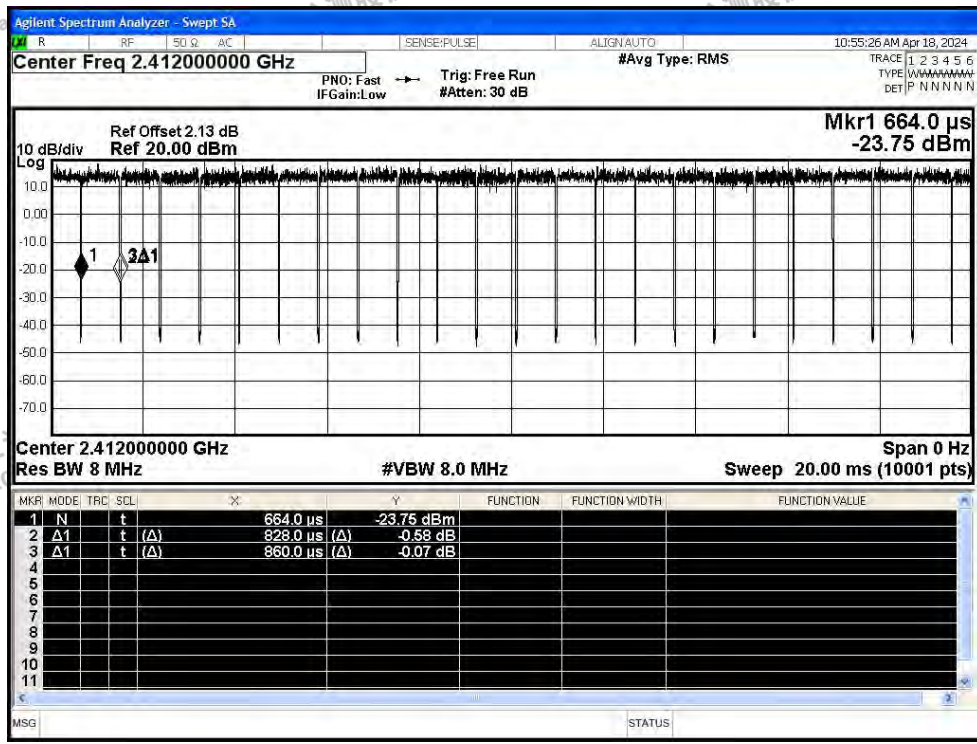 Agilent Spectrum Analyzer - Swept SA
R RF 50 Ω AC SENSE:PULSE ALIGN AUTO 10:55:26 AM Apr 18, 2024
Center Freq 2.412000000 GHz #Avg Type: RMS TRACE 1 2 3 4 5 6
PNO: Fast Trig: Free Run TYPE WWWWWW
IFGain:Low #Atten: 30 dB DET P N N N N N
Mkr1 664.0 µs
Ref Offset 2.13 dB
10 dB/div Ref 20.00 dBm -23.75 dBm
Log
10.0
0.00
-10.0
1 3Δ1
-20.0
-30.0
-40.0
-50.0
-60.0
-70.0
Center 2.412000000 GHz Span 0 Hz
Res BW 8 MHz #VBW 8.0 MHz Sweep 20.00 ms (10001 pts)
MKR MODE TRC SCL X Y FUNCTION FUNCTION WIDTH FUNCTION VALUE
1 N t 664.0 µs -23.75 dBm
2 Δ1 t (Δ) 828.0 µs (Δ) -0.58 dB
3 Δ1 t (Δ) 860.0 µs (Δ) -0.07 dB
4
5
6
7
8
9
10
11
MSG STATUS